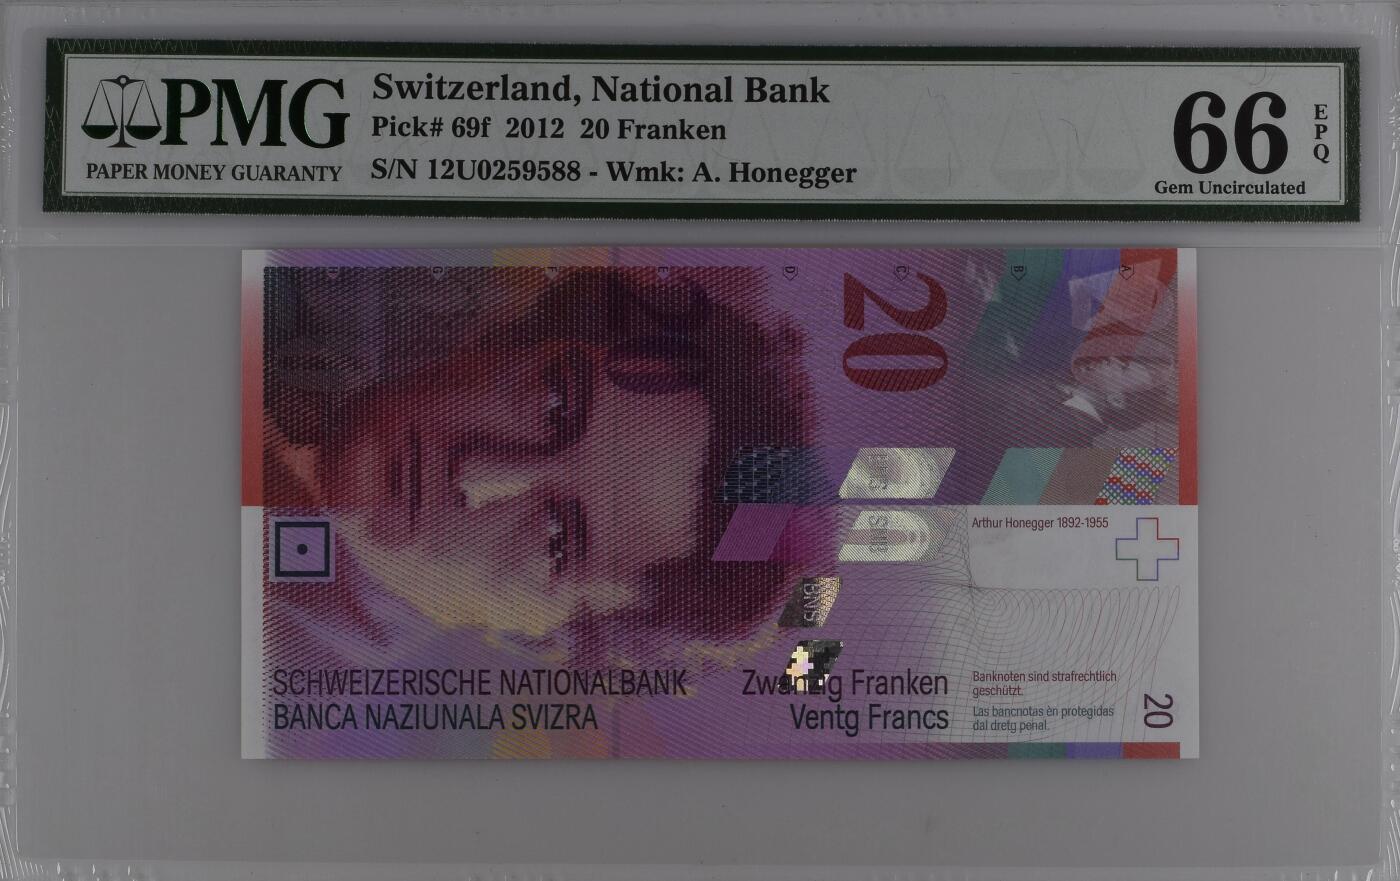 PMG
PAPER MONEY GUARANTY
Switzerland, National Bank
Pick# 69f 2012 20 Franken
S/N 12U0259588 - Wmk: A. Honegger
66
EPQ
Gem Uncirculated
H G F E D C B A
20
SNB
BNS
Arthur Honegger 1892-1955
SCHWEIZERISCHE NATIONALBANK
BANCA NAZIUNALA SVIZRA
Zwanzig Franken
Ventg Francs
Banknoten sind strafrechtlich
geschützt.
Las bancnotas èn protegidas
dal dretg penal.
20